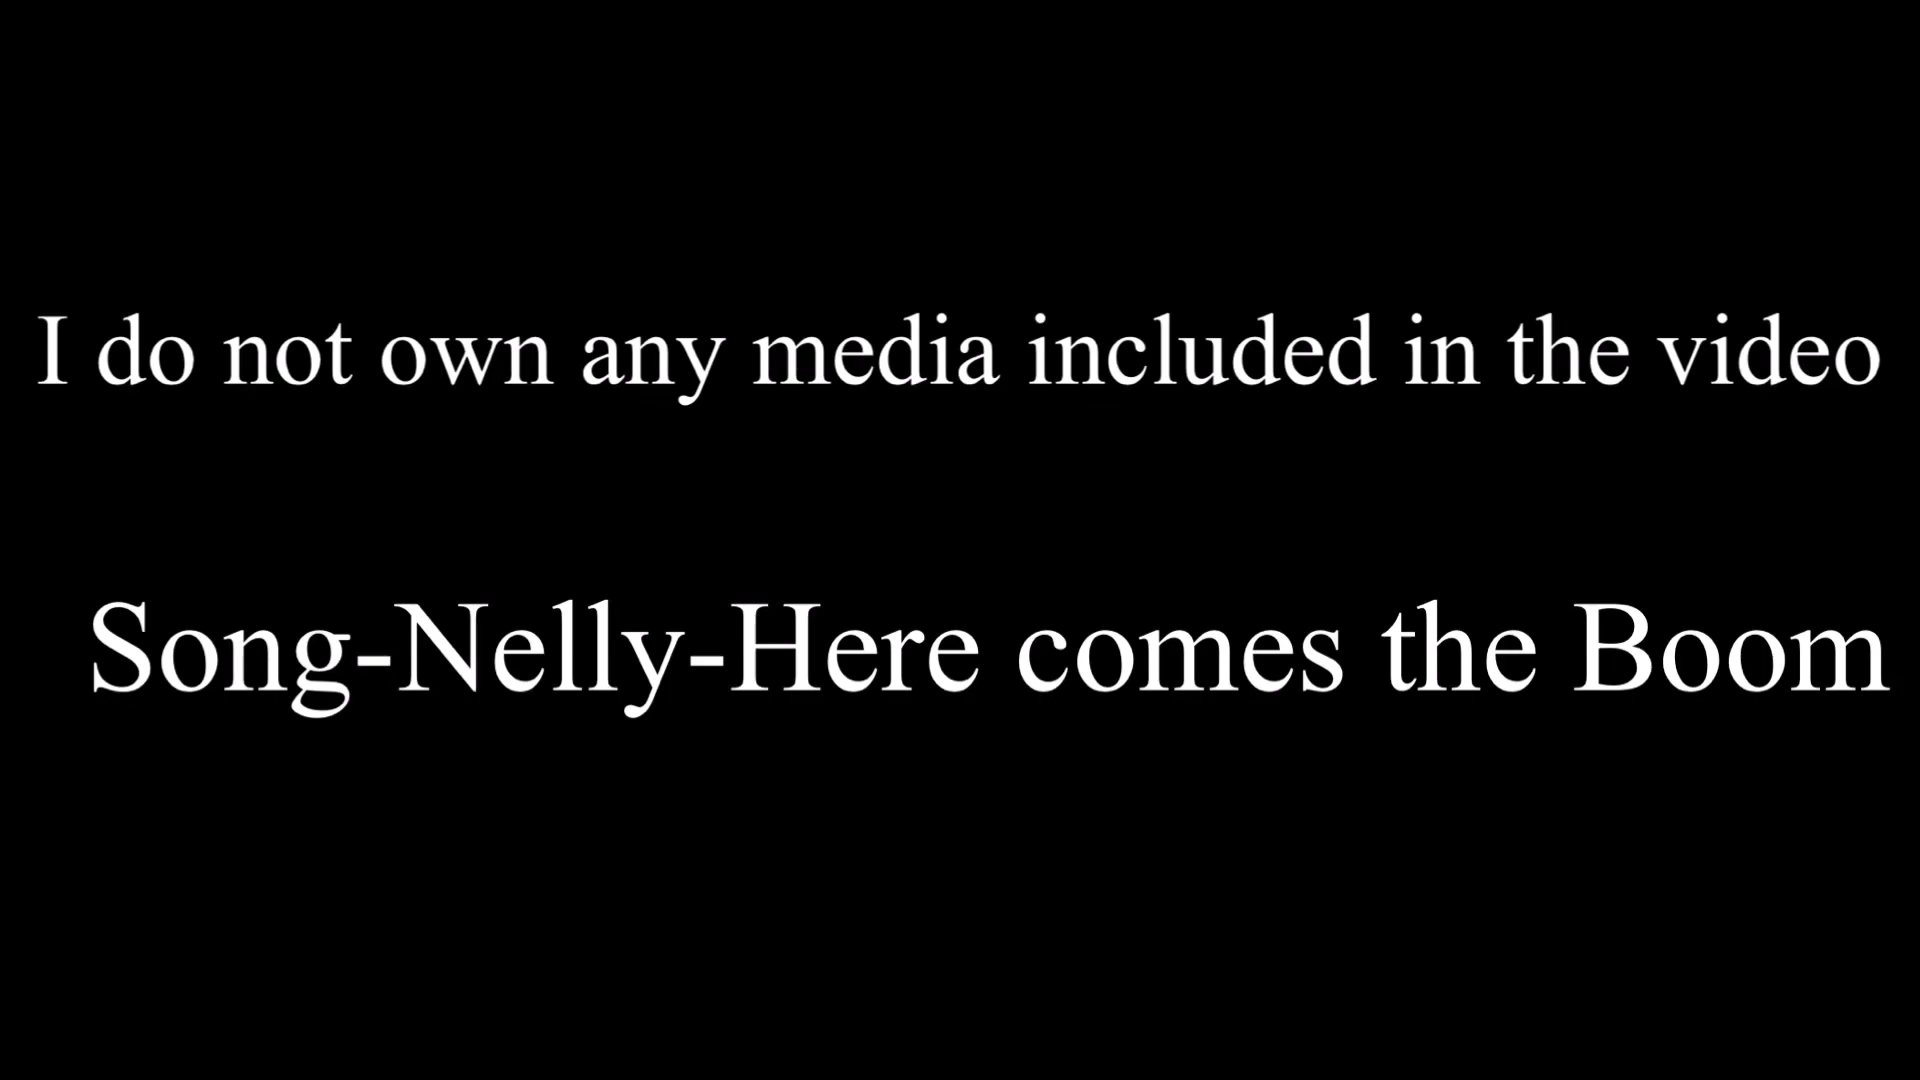 I do not own any media included in the video
Song-Nelly-Here comes the Boom